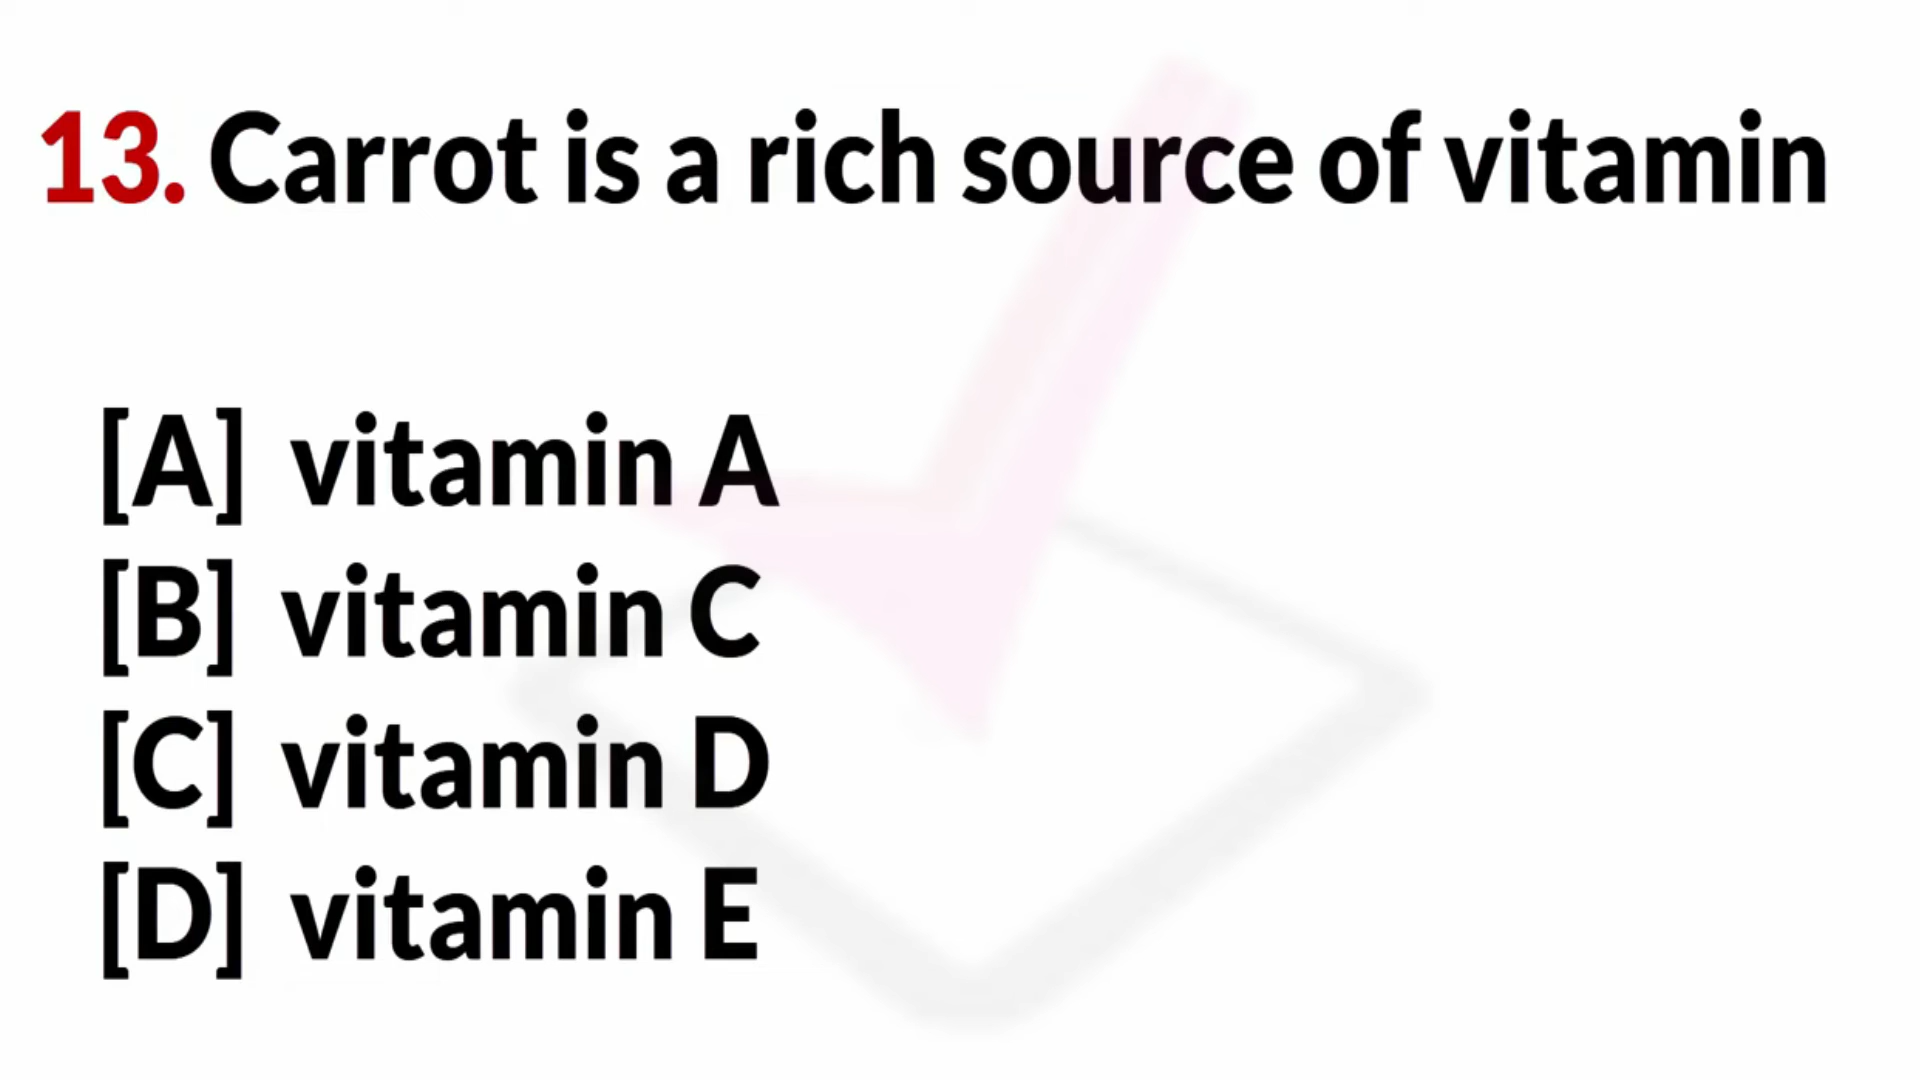 13. Carrot is a rich source of vitamin
[A] vitamin A
[B] vitamin C
[C] vitamin D
[D] vitamin E